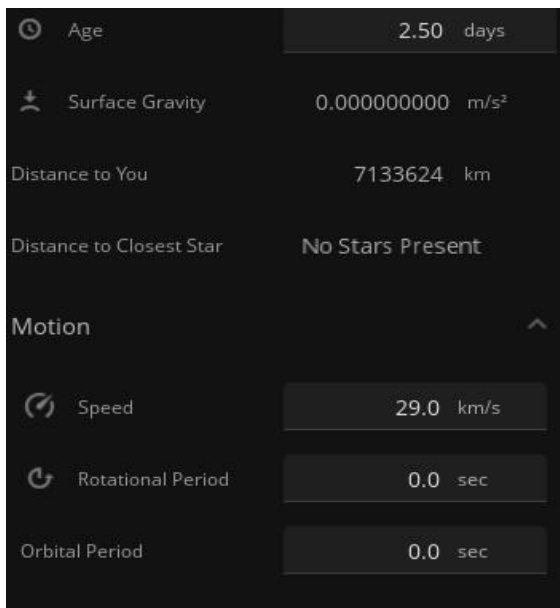 Age 2.50 days
Surface Gravity 0.000000000 m/s²
Distance to You 7133624 km
Distance to Closest Star No Stars Present
Motion
Speed 29.0 km/s
Rotational Period 0.0 sec
Orbital Period 0.0 sec